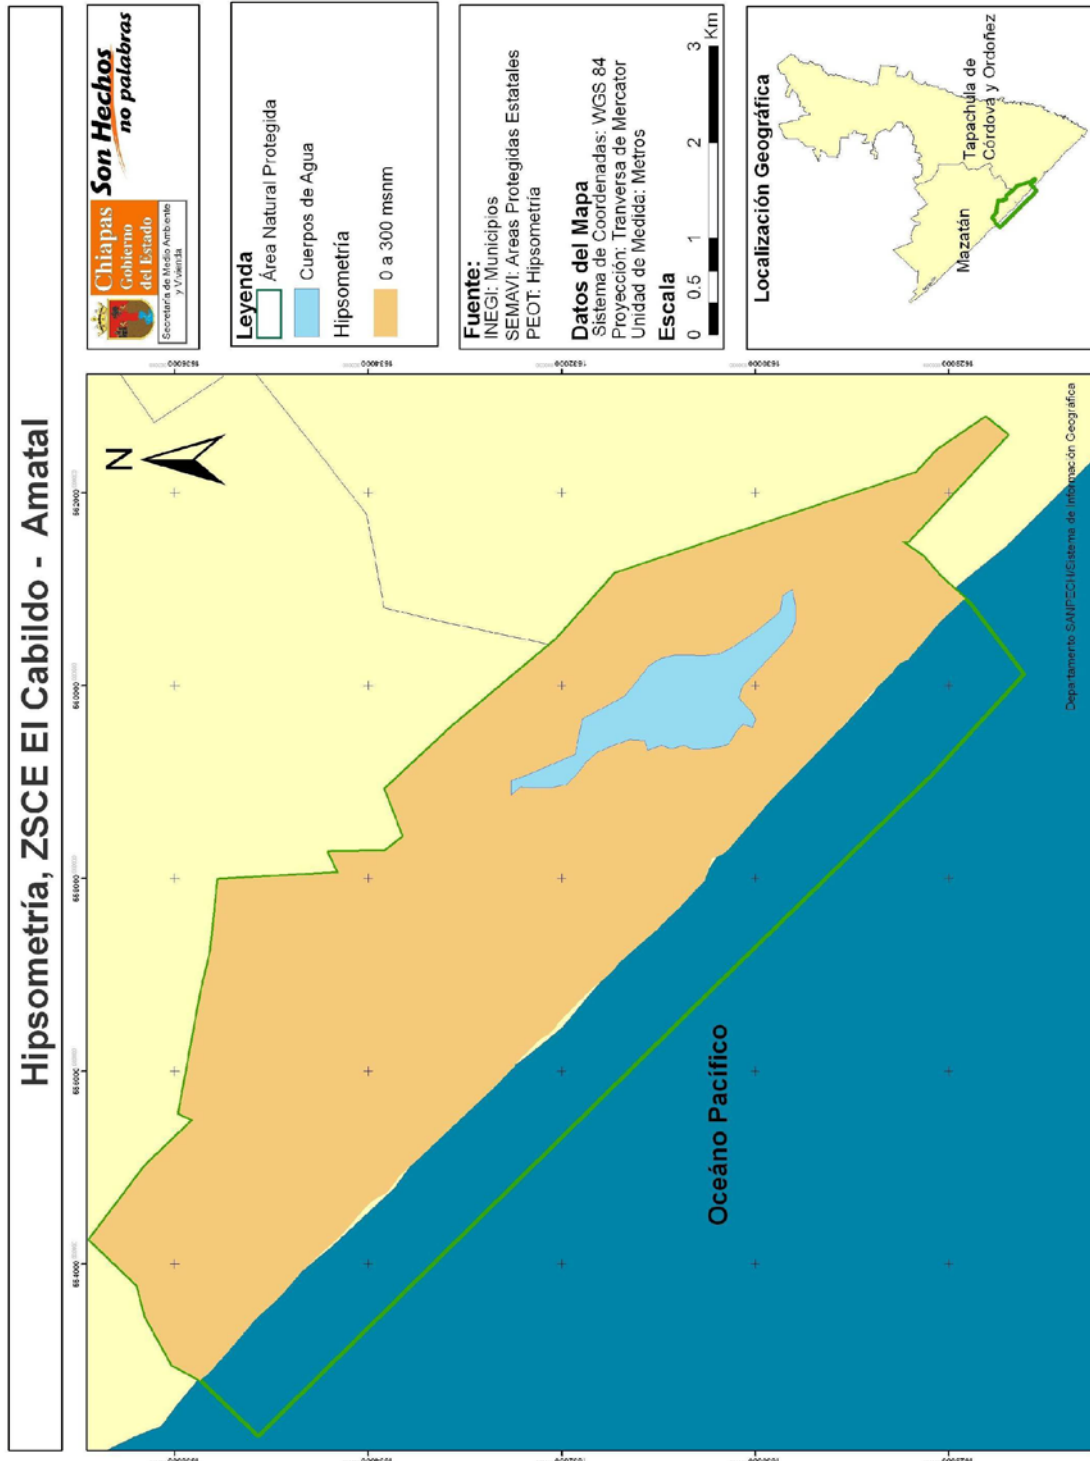 Hipsometría, ZSCE El Cabildo - Amatal
Chiapas
Gobierno
del Estado
Secretaría de Medio Ambiente
y Vivienda
Son Hechos
no palabras
Leyenda
Área Natural Protegida
Cuerpos de Agua
Hipsometría
0 a 300 msnm
Fuente:
INEGI: Municipios
SEMAVI: Areas Protegidas Estatales
PEOT: Hipsometría
Datos del Mapa
Sistema de Coordenadas: WGS 84
Proyección: Tranversa de Mercator
Unidad de Medida: Metros
Escala
0 0.5 1 2 3 Km
Localización Geográfica
Mazatán
Tapachula de
Córdova y Ordoñez
N
Oceáno Pacífico
Departamento SANPECH/Sistema de Información Geográfica